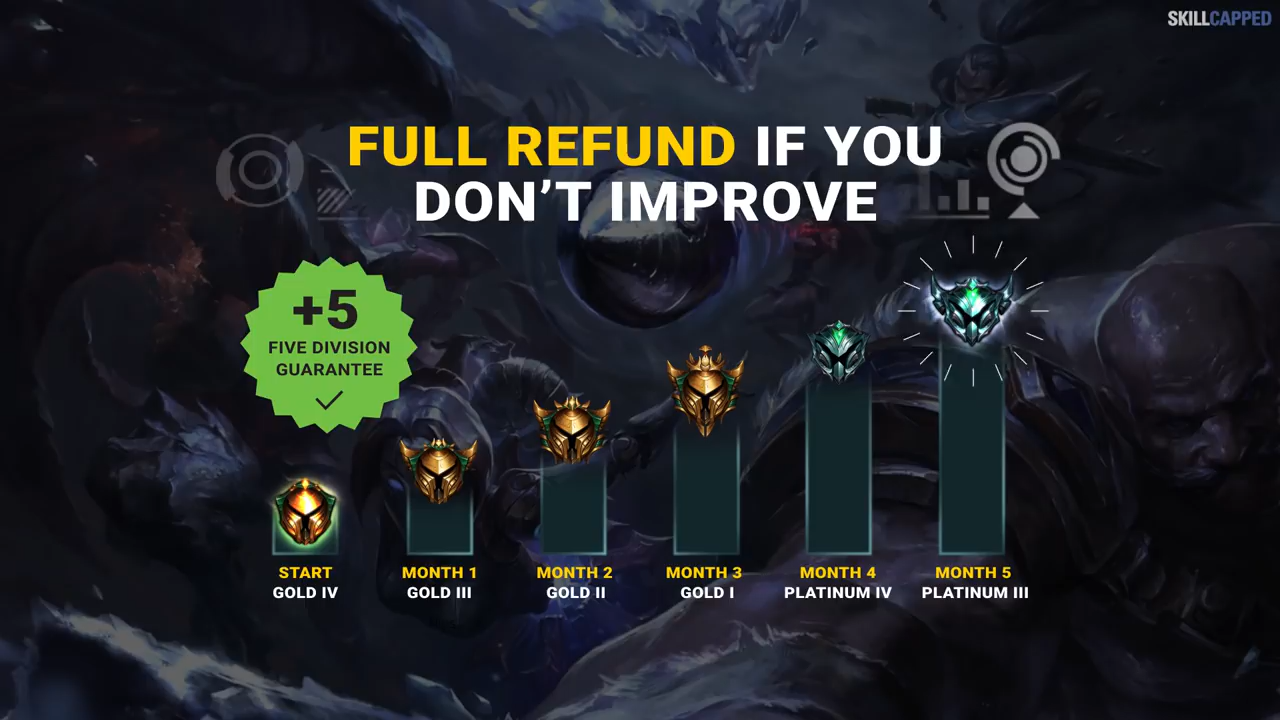 SKILLCAPPED
FULL REFUND IF YOU
DON'T IMPROVE
+5
FIVE DIVISION
GUARANTEE
START
GOLD IV
MONTH 1
GOLD III
MONTH 2
GOLD II
MONTH 3
GOLD I
MONTH 4
PLATINUM IV
MONTH 5
PLATINUM III